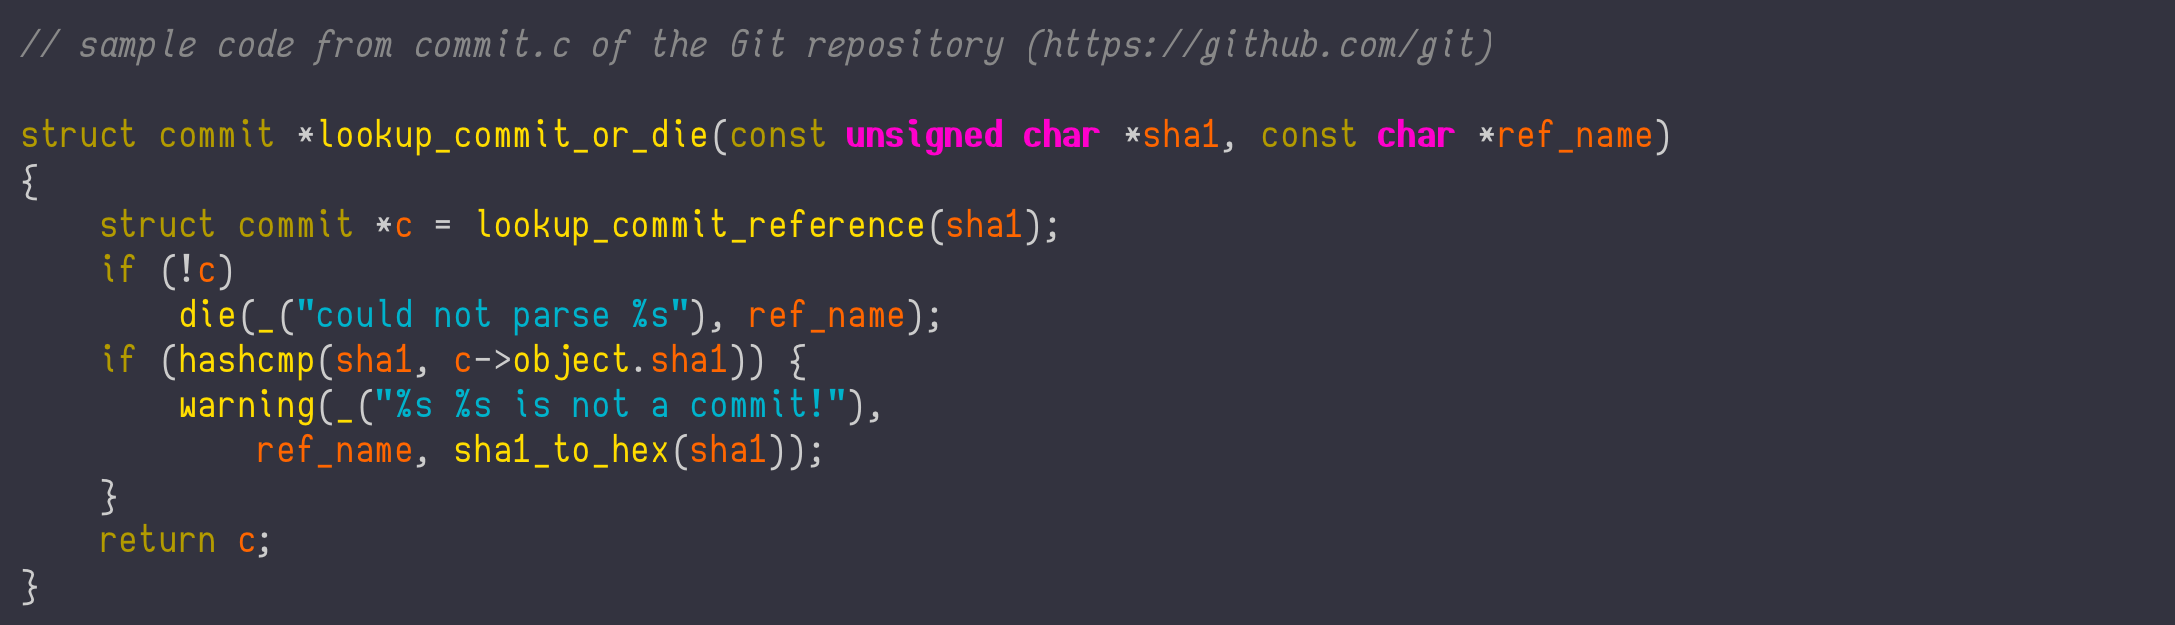 // sample code from commit.c of the Git repository (https://github.com/git)

struct commit *lookup_commit_or_die(const unsigned char *sha1, const char *ref_name)
{
    struct commit *c = lookup_commit_reference(sha1);
    if (!c)
        die(_("could not parse %s"), ref_name);
    if (hashcmp(sha1, c->object.sha1)) {
        warning(_("%s %s is not a commit!"),
            ref_name, sha1_to_hex(sha1));
    }
    return c;
}